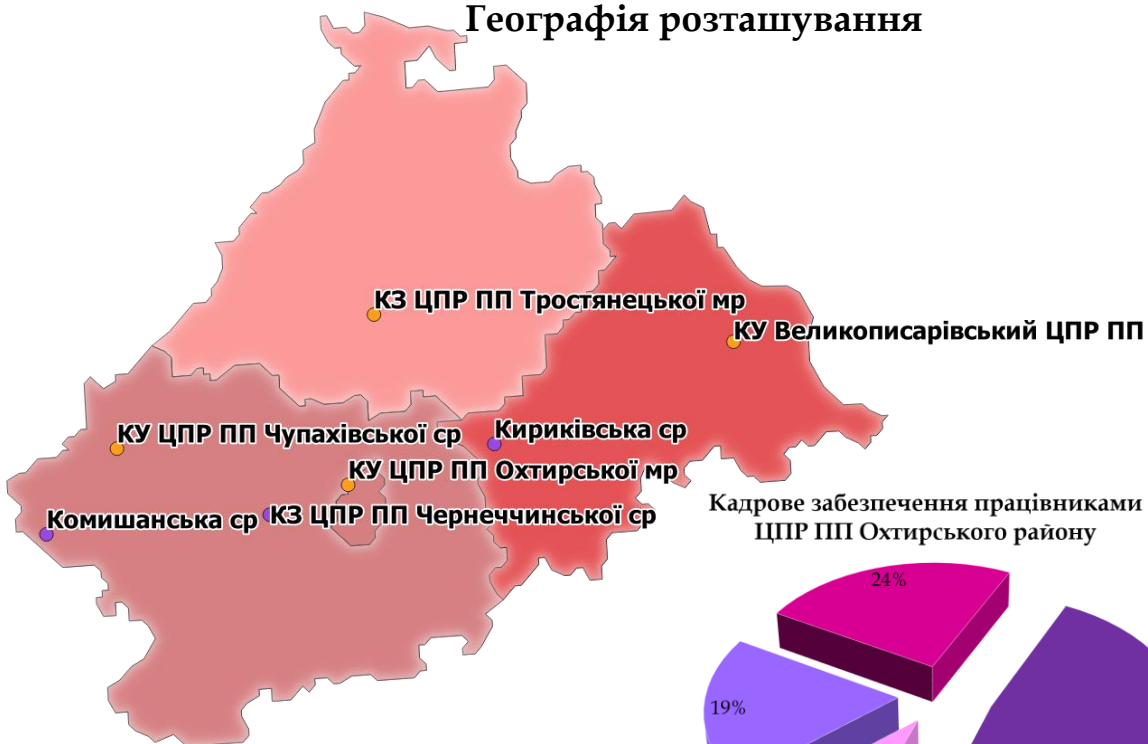 Географія розташування
КЗ ЦПР ПП Тростянецької мр
КУ Великописарівський ЦПР ПП
КУ ЦПР ПП Чупахівської ср
Кириківська ср
КУ ЦПР ПП Охтирської мр
Комишанська ср
КЗ ЦПР ПП Чернеччинської ср
Кадрове забезпечення працівниками
ЦПР ПП Охтирського району
24%
19%